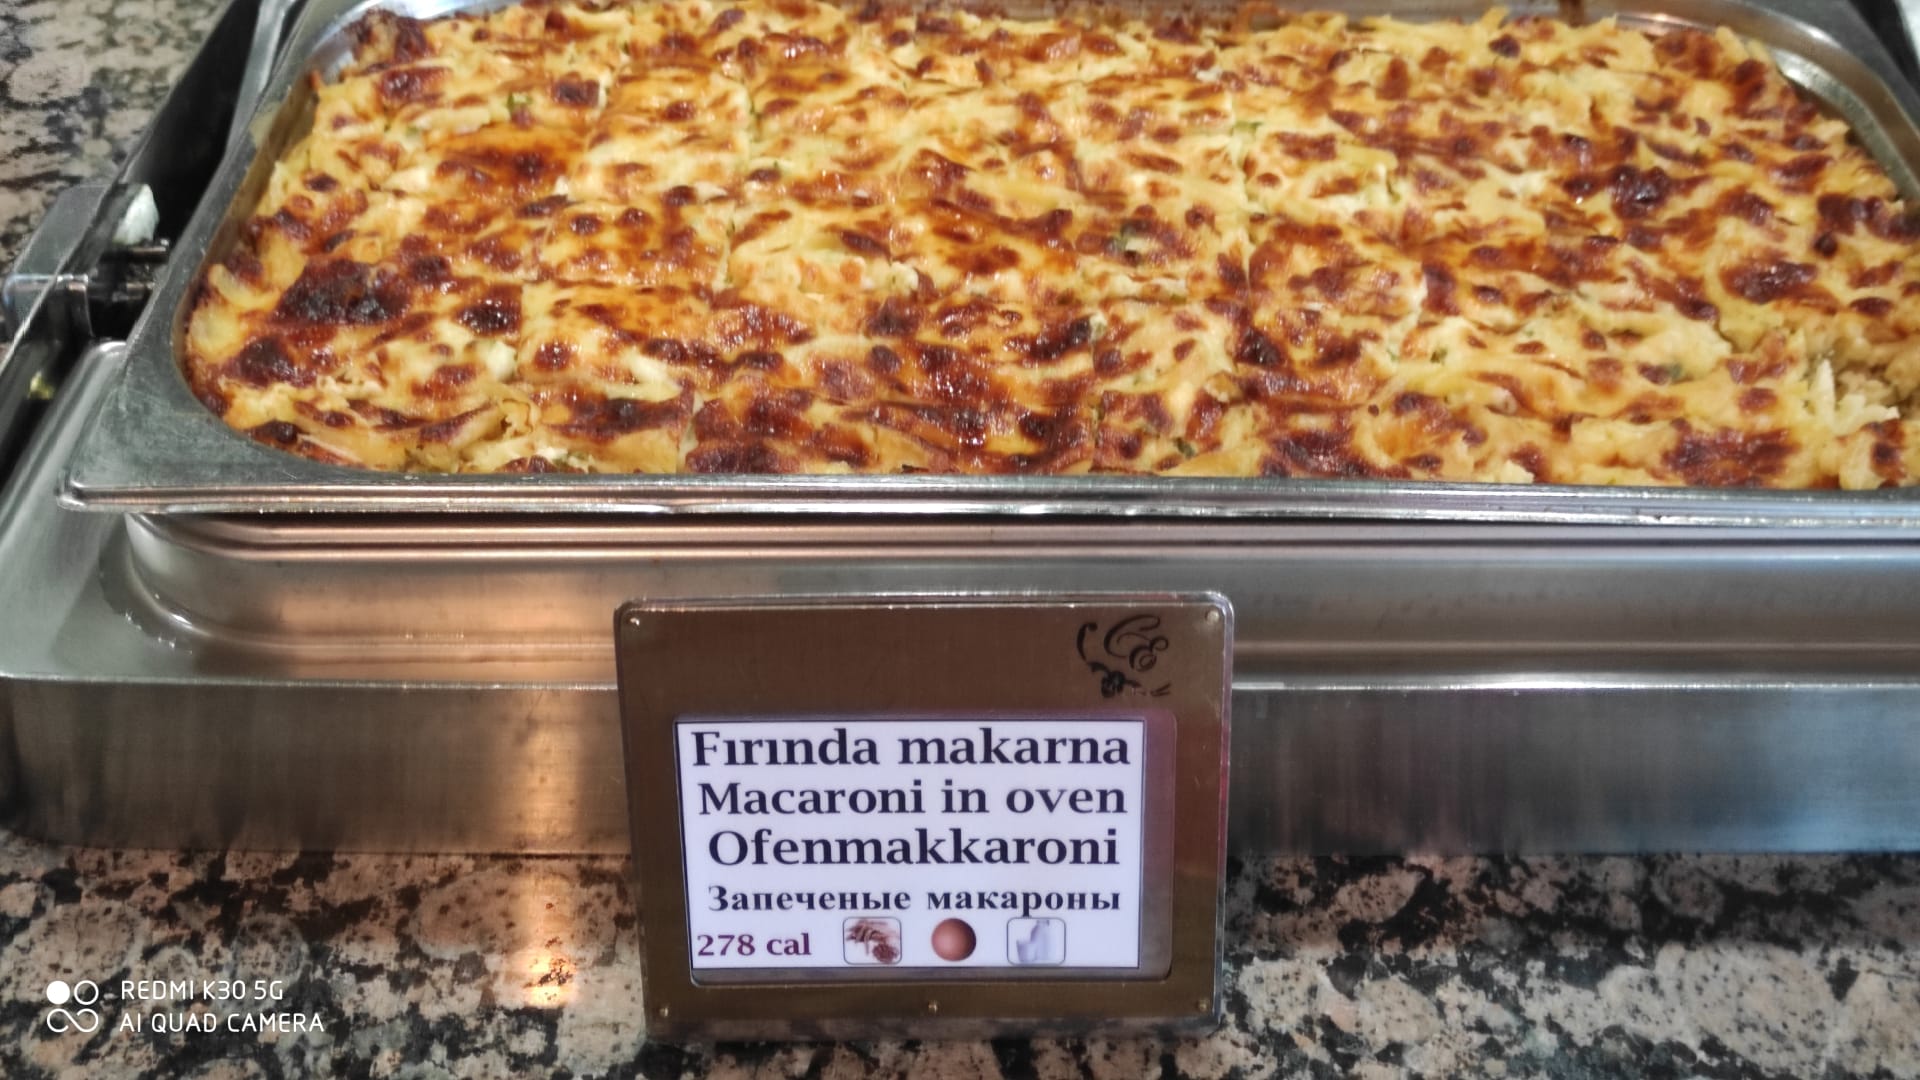 Fırında makarna
Macaroni in oven
Ofenmakkaroni
Запеченые макароны
278 cal
REDMI K30 5G
AI QUAD CAMERA